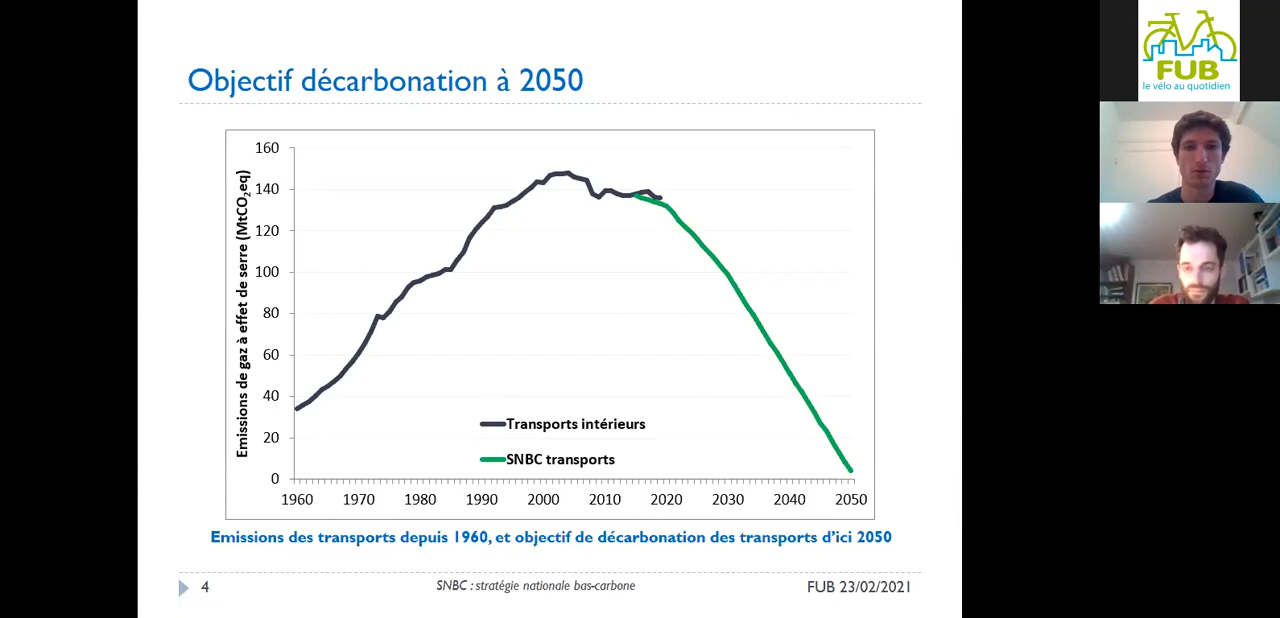 Objectif décarbonation à 2050
Emissions de gaz à effet de serre (MtCO2eq)
160
140
120
100
80
60
40
20
0
1960 1970 1980 1990 2000 2010 2020 2030 2040 2050
Transports intérieurs
SNBC transports
Emissions des transports depuis 1960, et objectif de décarbonation des transports d'ici 2050
4
SNBC : stratégie nationale bas-carbone
FUB 23/02/2021
FUB
le vélo au quotidien